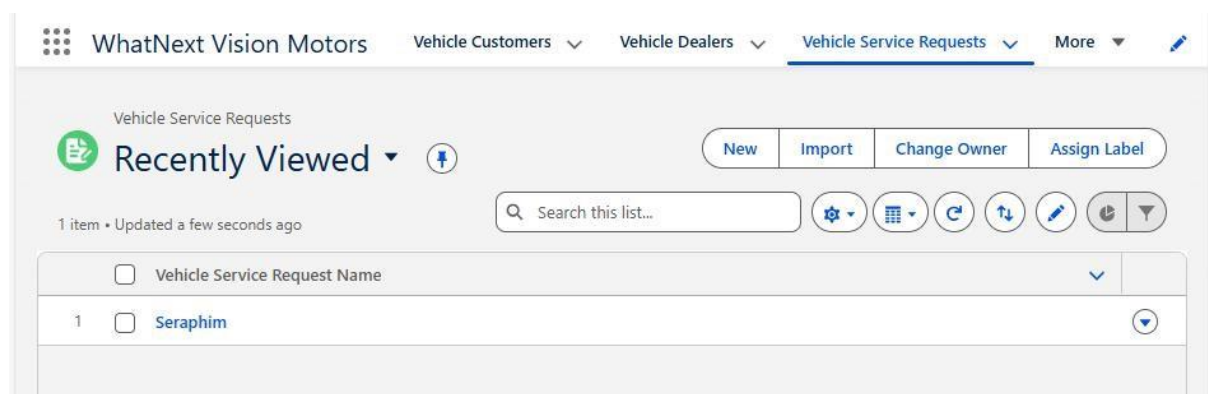 WhatNext Vision Motors Vehicle Customers Vehicle Dealers Vehicle Service Requests More
Vehicle Service Requests
Recently Viewed
New Import Change Owner Assign Label
1 item • Updated a few seconds ago
Search this list...
Vehicle Service Request Name
1 Seraphim